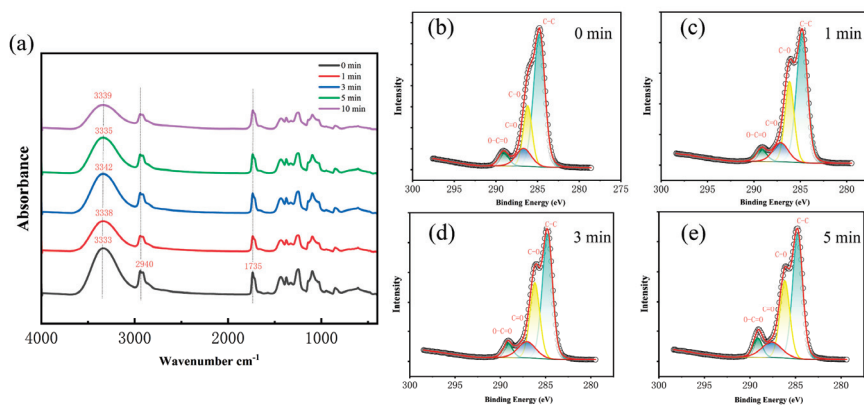 (a)
Absorbance
0 min
1 min
3 min
5 min
10 min
3339
3335
3342
3338
3333
2940
1735
4000
3000
2000
1000
Wavenumber cm⁻¹
(b)
0 min
C-C
C-O
C=O
O-C=O
Intensity
300
295
290
285
280
275
Binding Energy (eV)
(c)
1 min
C-C
C-O
C=O
O-C=O
Intensity
300
295
290
285
280
Binding Energy (eV)
(d)
3 min
C-C
C-O
C=O
O-C=O
Intensity
300
295
290
285
280
Binding Energy (eV)
(e)
5 min
C-C
C-O
C=O
O-C=O
Intensity
300
295
290
285
280
Binding Energy (eV)